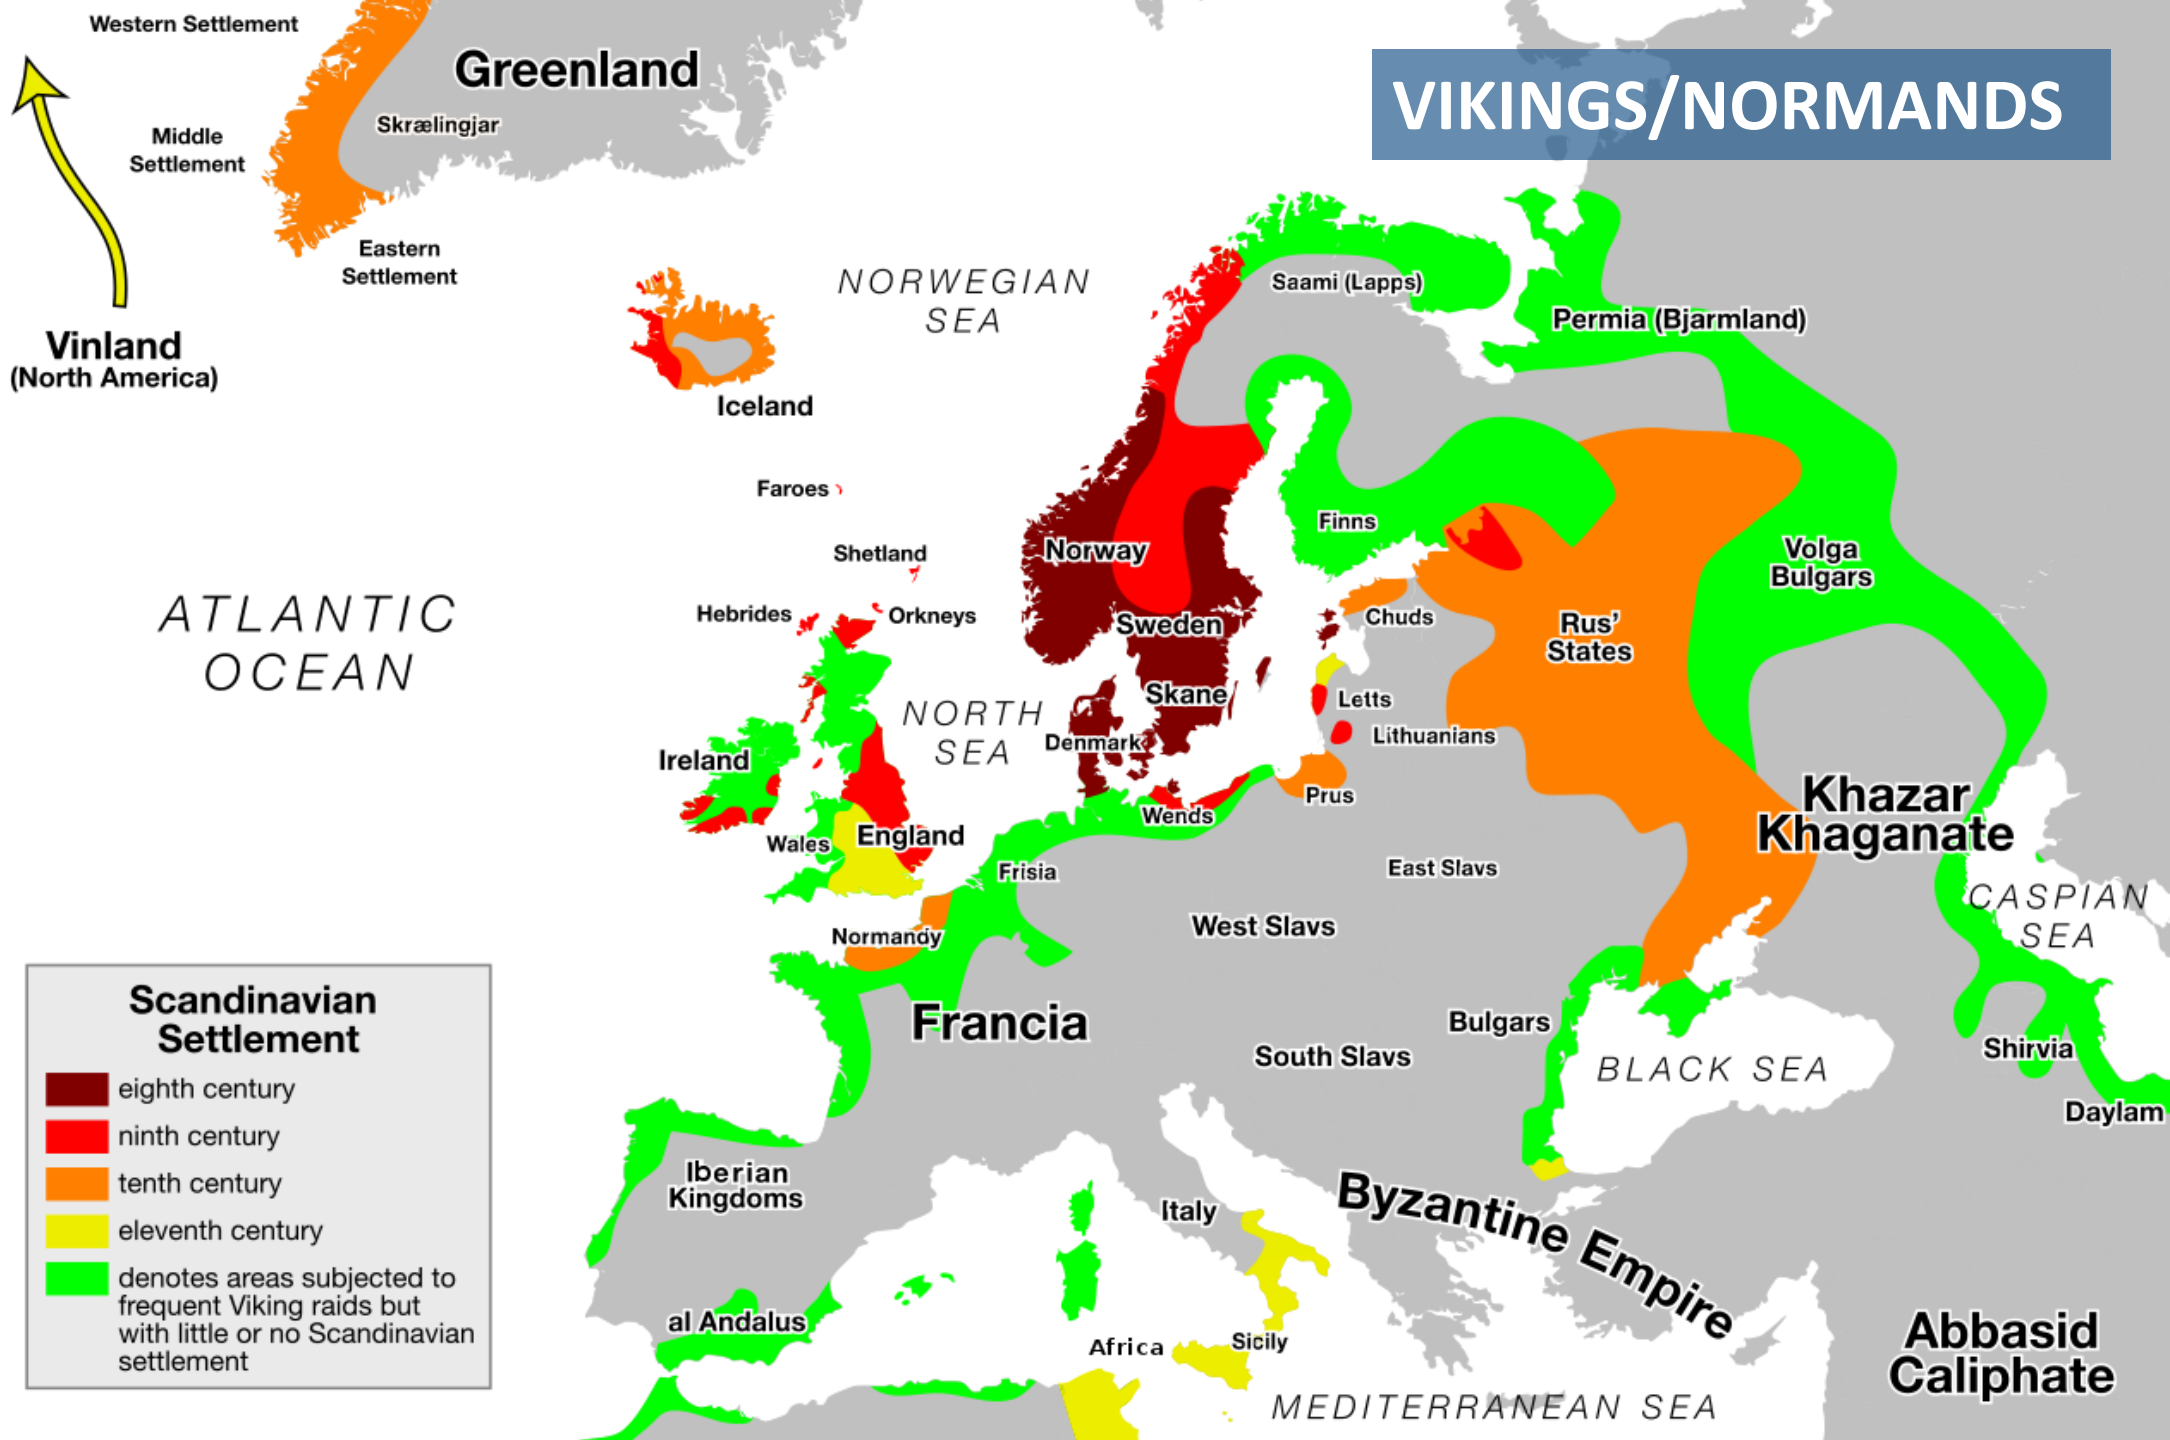 VIKINGS/NORMANDS
Western Settlement
Greenland
Skrælingjar
Middle
Settlement
Eastern
Settlement
Vinland
(North America)
NORWEGIAN
SEA
Iceland
Saami (Lapps)
Permia (Bjarmland)
Faroes
Shetland
Hebrides
Orkneys
ATLANTIC
OCEAN
Norway
Sweden
Skane
Denmark
NORTH
SEA
Finns
Chuds
Rus’
States
Volga
Bulgars
Letts
Lithuanians
Prus
Wends
Ireland
Wales
England
Frisia
Normandy
East Slavs
West Slavs
Khazar
Khaganate
CASPIAN
SEA
Francia
South Slavs
Bulgars
BLACK SEA
Shirvia
Daylam
Iberian
Kingdoms
al Andalus
Italy
Sicily
Africa
Byzantine Empire
MEDITERRANEAN SEA
Abbasid
Caliphate
Scandinavian
Settlement
eighth century
ninth century
tenth century
eleventh century
denotes areas subjected to
frequent Viking raids but
with little or no Scandinavian
settlement